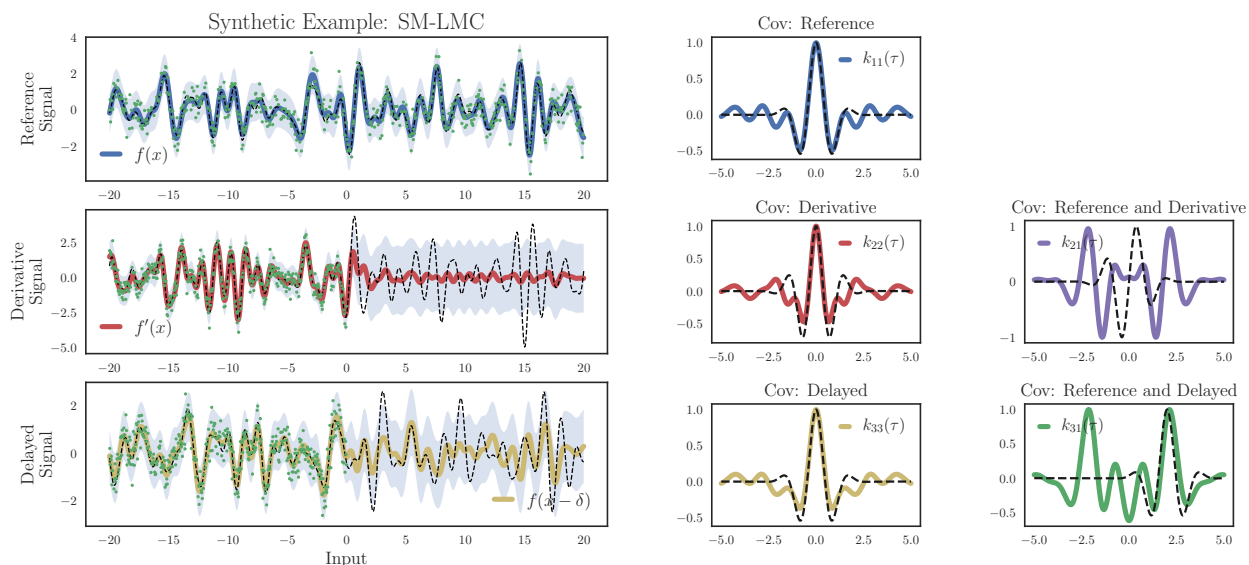 Synthetic Example: SM-LMC
Reference
Signal
4
2
0
−2
f(x)
−20 −15 −10 −5 0 5 10 15 20
Derivative
Signal
2.5
0.0
−2.5
−5.0
f′(x)
−20 −15 −10 −5 0 5 10 15 20
Delayed
Signal
2
0
−2
f(x − δ)
−20 −15 −10 −5 0 5 10 15 20
Input
Cov: Reference
1.0
0.5
0.0
−0.5
k₁₁(τ)
−5.0 −2.5 0.0 2.5 5.0
Cov: Derivative
1.0
0.5
0.0
−0.5
k₂₂(τ)
−5.0 −2.5 0.0 2.5 5.0
Cov: Reference and Derivative
1
0
−1
k₂₁(τ)
−5.0 −2.5 0.0 2.5 5.0
Cov: Delayed
1.0
0.5
0.0
−0.5
k₃₃(τ)
−5.0 −2.5 0.0 2.5 5.0
Cov: Reference and Delayed
1.0
0.5
0.0
−0.5
k₃₁(τ)
−5.0 −2.5 0.0 2.5 5.0